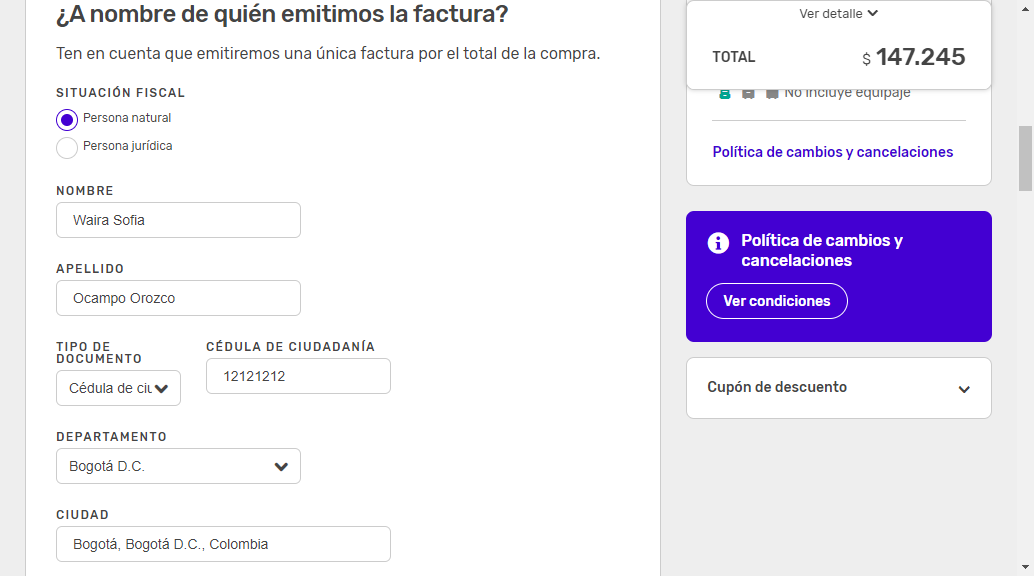 ¿A nombre de quién emitimos la factura?
Ten en cuenta que emitiremos una única factura por el total de la compra.
SITUACIÓN FISCAL
Persona natural
Persona jurídica
NOMBRE
Waira Sofia
APELLIDO
Ocampo Orozco
TIPO DE
DOCUMENTO
Cédula de ciu
CÉDULA DE CIUDADANÍA
12121212
DEPARTAMENTO
Bogotá D.C.
CIUDAD
Bogotá, Bogotá D.C., Colombia
Ver detalle
TOTAL $ 147.245
No incluye equipaje
Política de cambios y cancelaciones
Política de cambios y
cancelaciones
Ver condiciones
Cupón de descuento